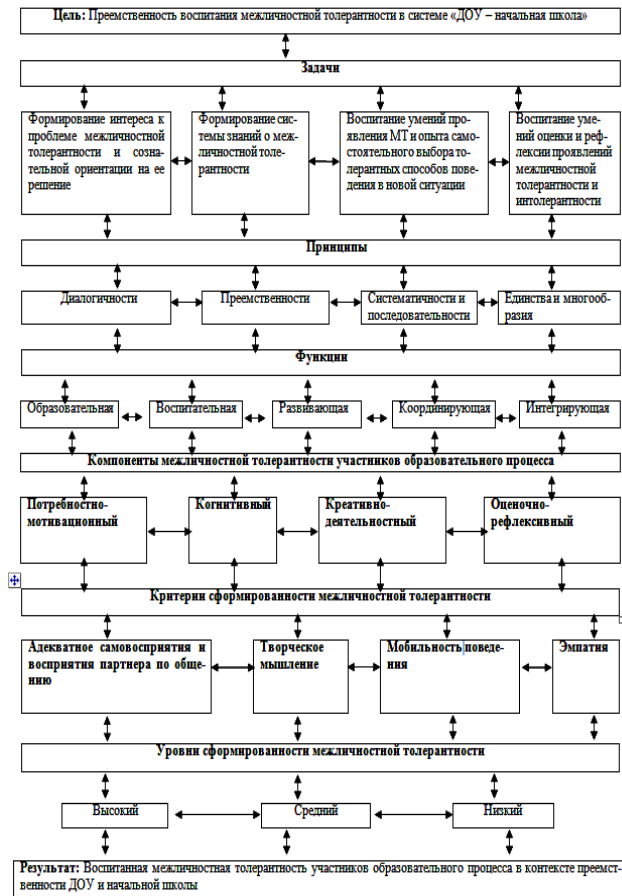 Цель: Преемственность воспитания межличностной толерантности в системе «ДОУ – начальная школа»
Задачи
Формирование интереса к
проблеме межличностной
толерантности и созна-
тельной ориентации на ее
решение
Формирование сис-
темы знаний о меж-
личностной толе-
рантности
Воспитание умений про-
явления МТ и опыта само-
стоятельного выбора то-
лерантных способов пове-
дения в новой ситуации
Воспитание уме-
ний оценки и реф-
лексии проявлений
межличностной
толерантности и
интолерантности
Принципы
Диалогичности
Преемственности
Систематичности и
последовательности
Единства и многооб-
разия
Функции
Образовательная
Воспитательная
Развивающая
Координирующая
Интегрирующая
Компоненты межличностной толерантности участников образовательного процесса
Потребностно-
мотивационный
Когнитивный
Креативно-
деятельностный
Оценочно-
рефлексивный
Критерии сформированности межличностной толерантности
Адекватное самовосприятия и
восприятия партнера по обще-
нию
Творческое
мышление
Мобильность поведе-
ния
Эмпатия
Уровни сформированности межличностной толерантности
Высокий
Средний
Низкий
Результат: Воспитанная межличностная толерантность участников образовательного процесса в контексте преемст-
венности ДОУ и начальной школы